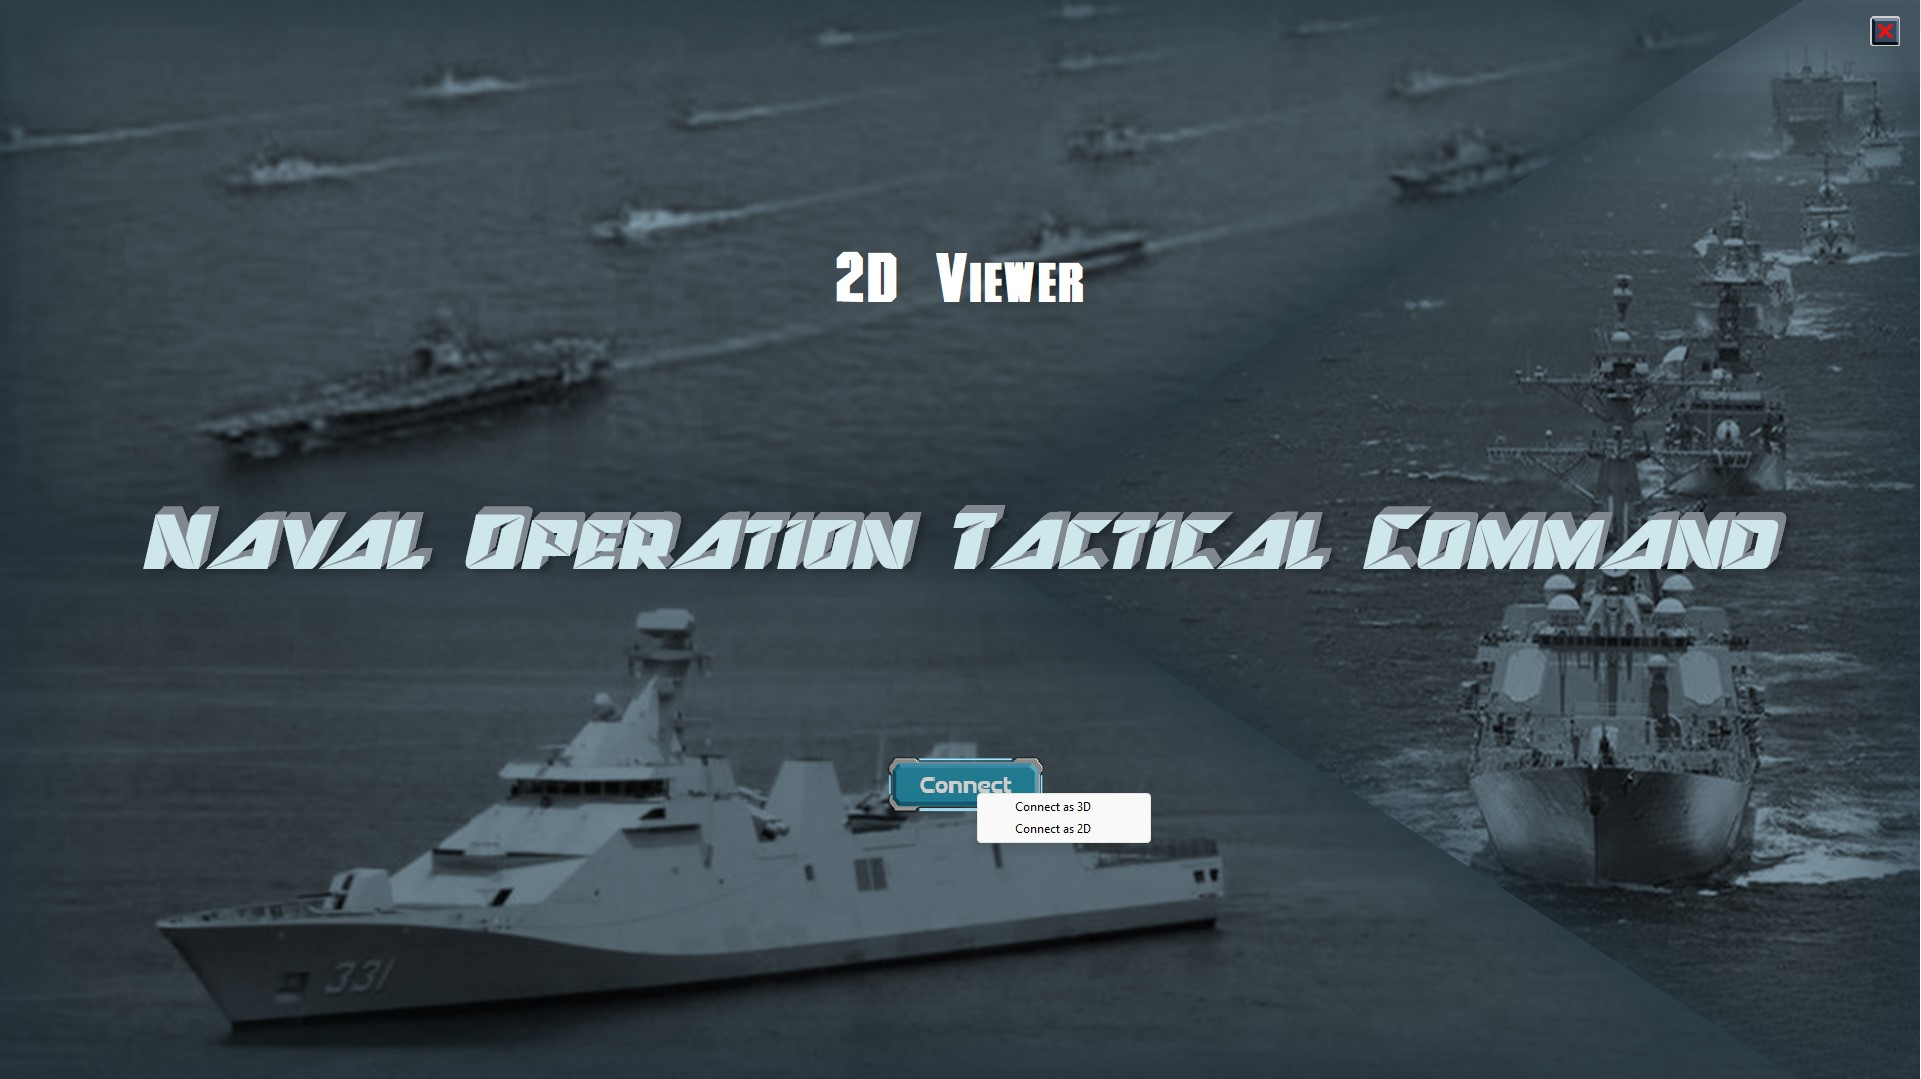 2D Viewer
Naval Operation Tactical Command
Connect
Connect as 3D
Connect as 2D
331